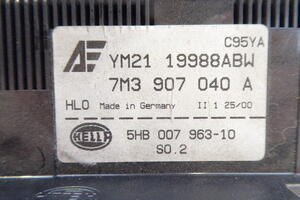 C95YA
YM21 19988ABW
7M3 907 040 A
HLO Made in Germany II 1 25/00
HELLA
5HB 007 963-10
SO.2